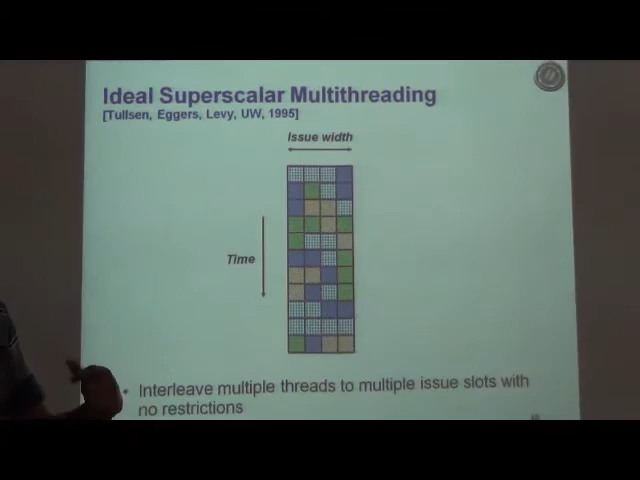 Ideal Superscalar Multithreading
[Tullsen, Eggers, Levy, UW, 1995]
Issue width
Time
• Interleave multiple threads to multiple issue slots with
no restrictions